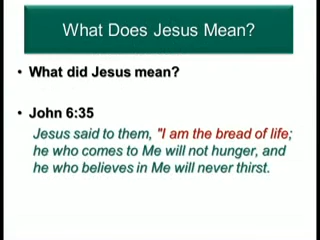 What Does Jesus Mean?
• What did Jesus mean?
• John 6:35
Jesus said to them, "I am the bread of life;
he who comes to Me will not hunger, and
he who believes in Me will never thirst.